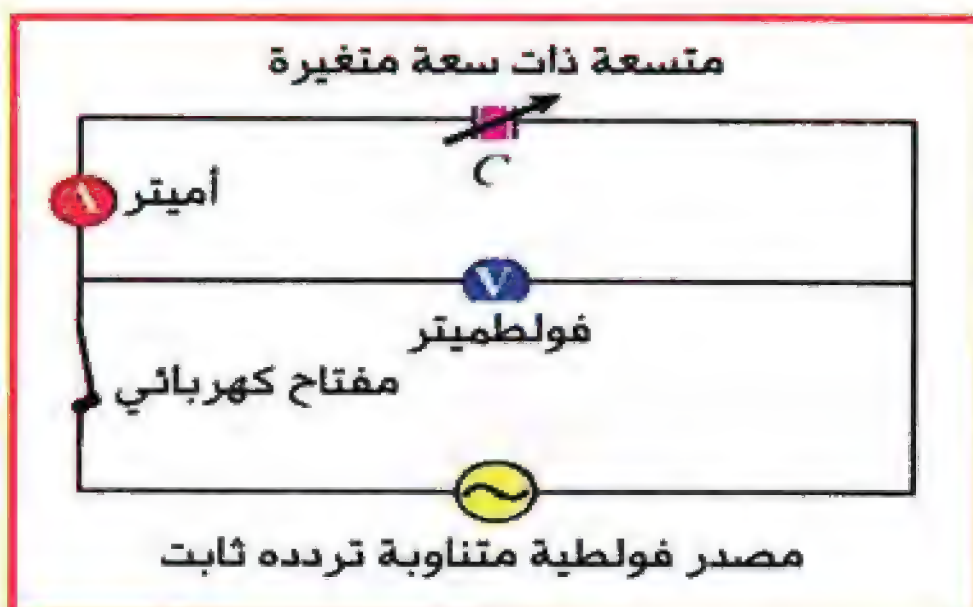 متسعة ذات سعة متغيرة
C
أميتر
A
V
فولطميتر
مفتاح كهربائي
مصدر فولطية متناوبة تردده ثابت